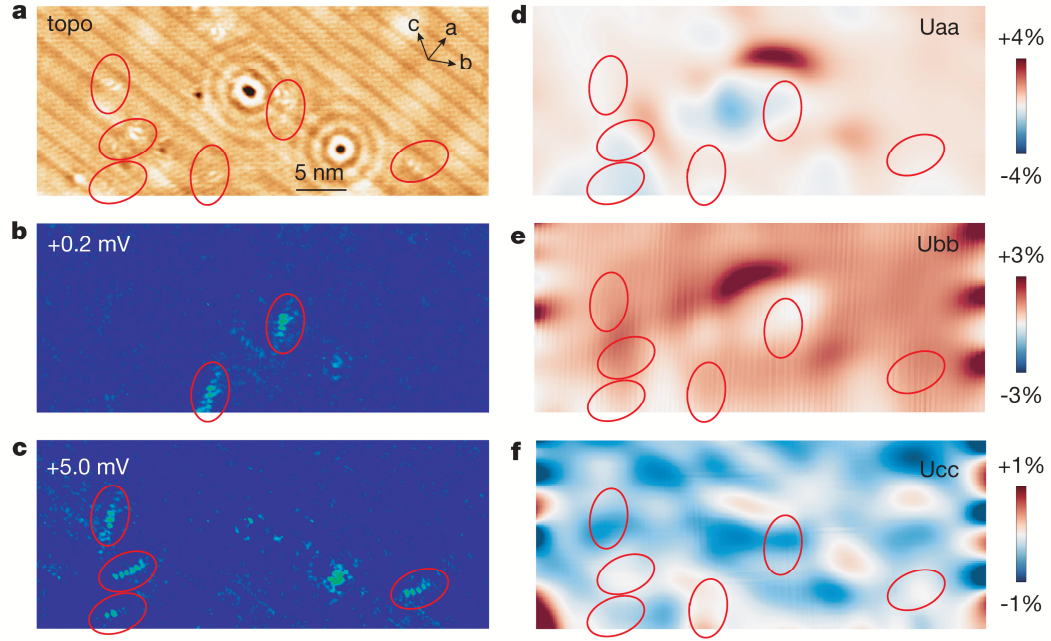 a
topo
c
a
b
5 nm
b
+0.2 mV
c
+5.0 mV
d
Uaa
+4%
-4%
e
Ubb
+3%
-3%
f
Ucc
+1%
-1%